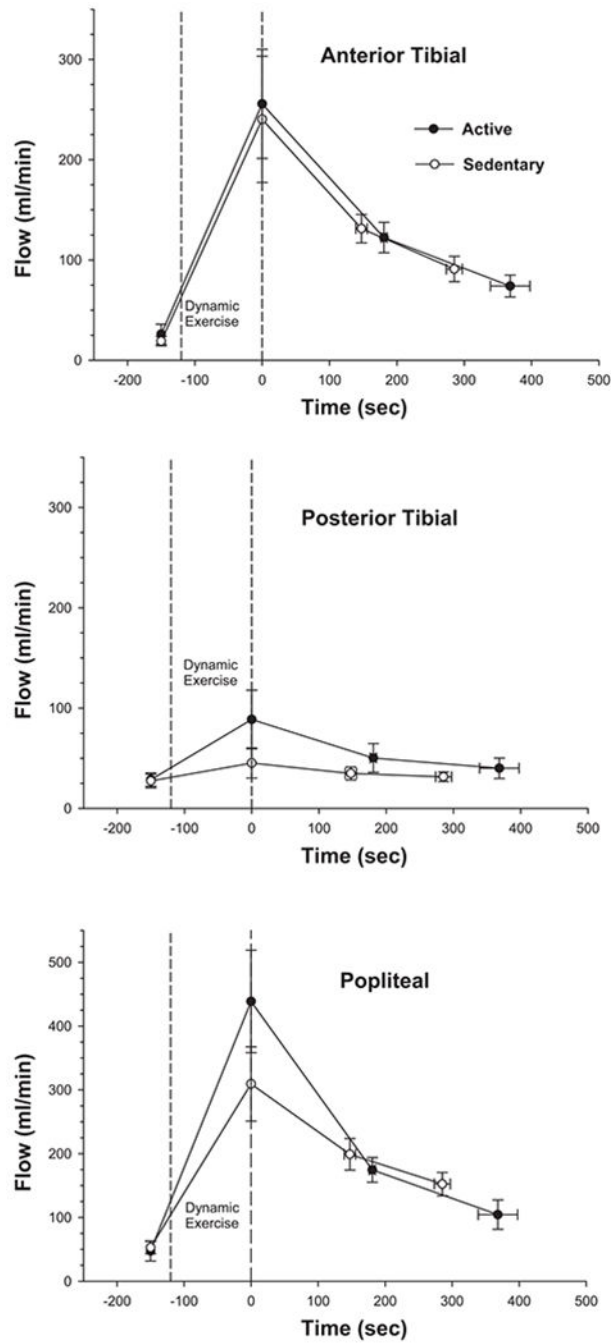 Anterior Tibial
Active
Sedentary
Flow (ml/min)
300
200
100
0
Dynamic
Exercise
-200 -100 0 100 200 300 400 500
Time (sec)
Posterior Tibial
Flow (ml/min)
300
200
100
0
Dynamic
Exercise
-200 -100 0 100 200 300 400 500
Time (sec)
Popliteal
Flow (ml/min)
500
400
300
200
100
0
Dynamic
Exercise
-200 -100 0 100 200 300 400 500
Time (sec)